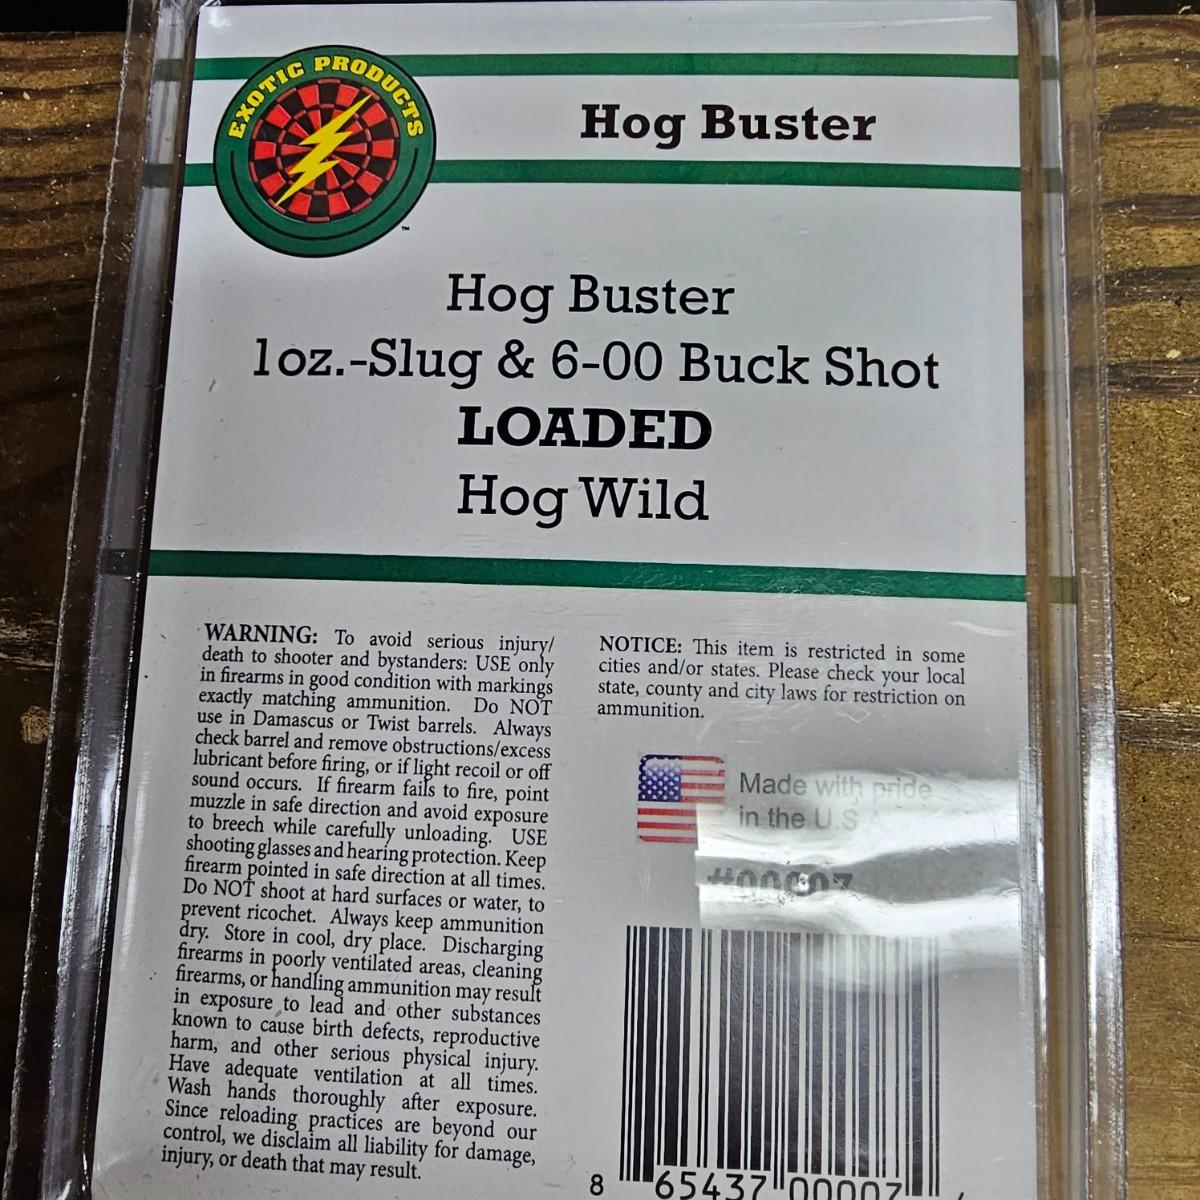 EXOTIC PRODUCTS
™
Hog Buster
Hog Buster
1oz.-Slug & 6-00 Buck Shot
LOADED
Hog Wild
WARNING: To avoid serious injury/
death to shooter and bystanders: USE only
in firearms in good condition with markings
exactly matching ammunition. Do NOT
use in Damascus or Twist barrels. Always
check barrel and remove obstructions/excess
lubricant before firing, or if light recoil or off
sound occurs. If firearm fails to fire, point
muzzle in safe direction and avoid exposure
to breech while carefully unloading. USE
shooting glasses and hearing protection. Keep
firearm pointed in safe direction at all times.
Do NOT shoot at hard surfaces or water, to
prevent ricochet. Always keep ammunition
dry. Store in cool, dry place. Discharging
firearms in poorly ventilated areas, cleaning
firearms, or handling ammunition may result
in exposure to lead and other substances
known to cause birth defects, reproductive
harm, and other serious physical injury.
Have adequate ventilation at all times.
Wash hands thoroughly after exposure.
Since reloading practices are beyond our
control, we disclaim all liability for damage,
injury, or death that may result.
NOTICE: This item is restricted in some
cities and/or states. Please check your local
state, county and city laws for restriction on
ammunition.
Made with pride
in the U.S.A.
#00007
8 65437 00007